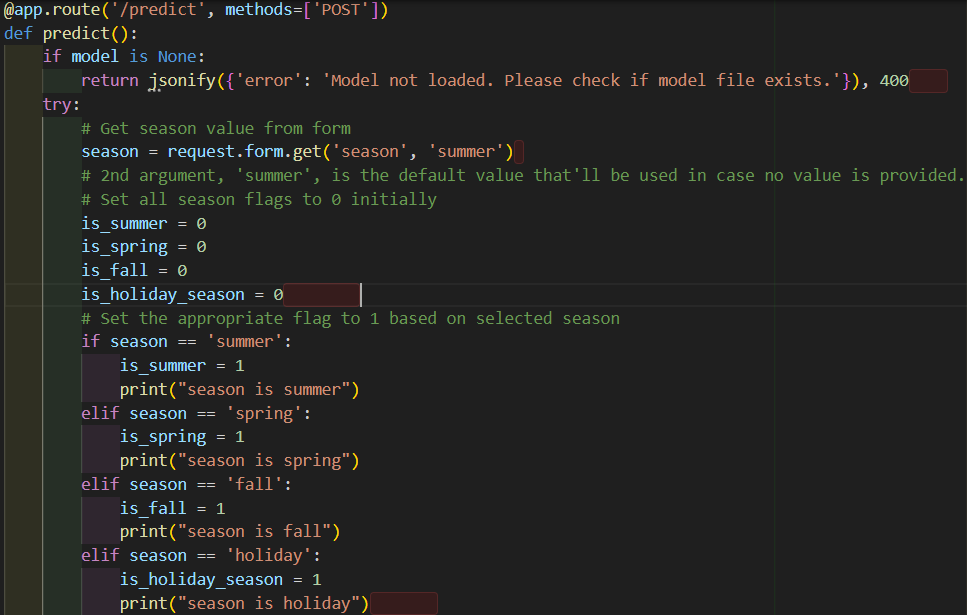 @app.route('/predict', methods=['POST'])
def predict():
    if model is None:
        return jsonify({'error': 'Model not loaded. Please check if model file exists.'}), 400
    try:
        # Get season value from form
        season = request.form.get('season', 'summer')
        # 2nd argument, 'summer', is the default value that'll be used in case no value is provided.
        # Set all season flags to 0 initially
        is_summer = 0
        is_spring = 0
        is_fall = 0
        is_holiday_season = 0
        # Set the appropriate flag to 1 based on selected season
        if season == 'summer':
            is_summer = 1
            print("season is summer")
        elif season == 'spring':
            is_spring = 1
            print("season is spring")
        elif season == 'fall':
            is_fall = 1
            print("season is fall")
        elif season == 'holiday':
            is_holiday_season = 1
            print("season is holiday")